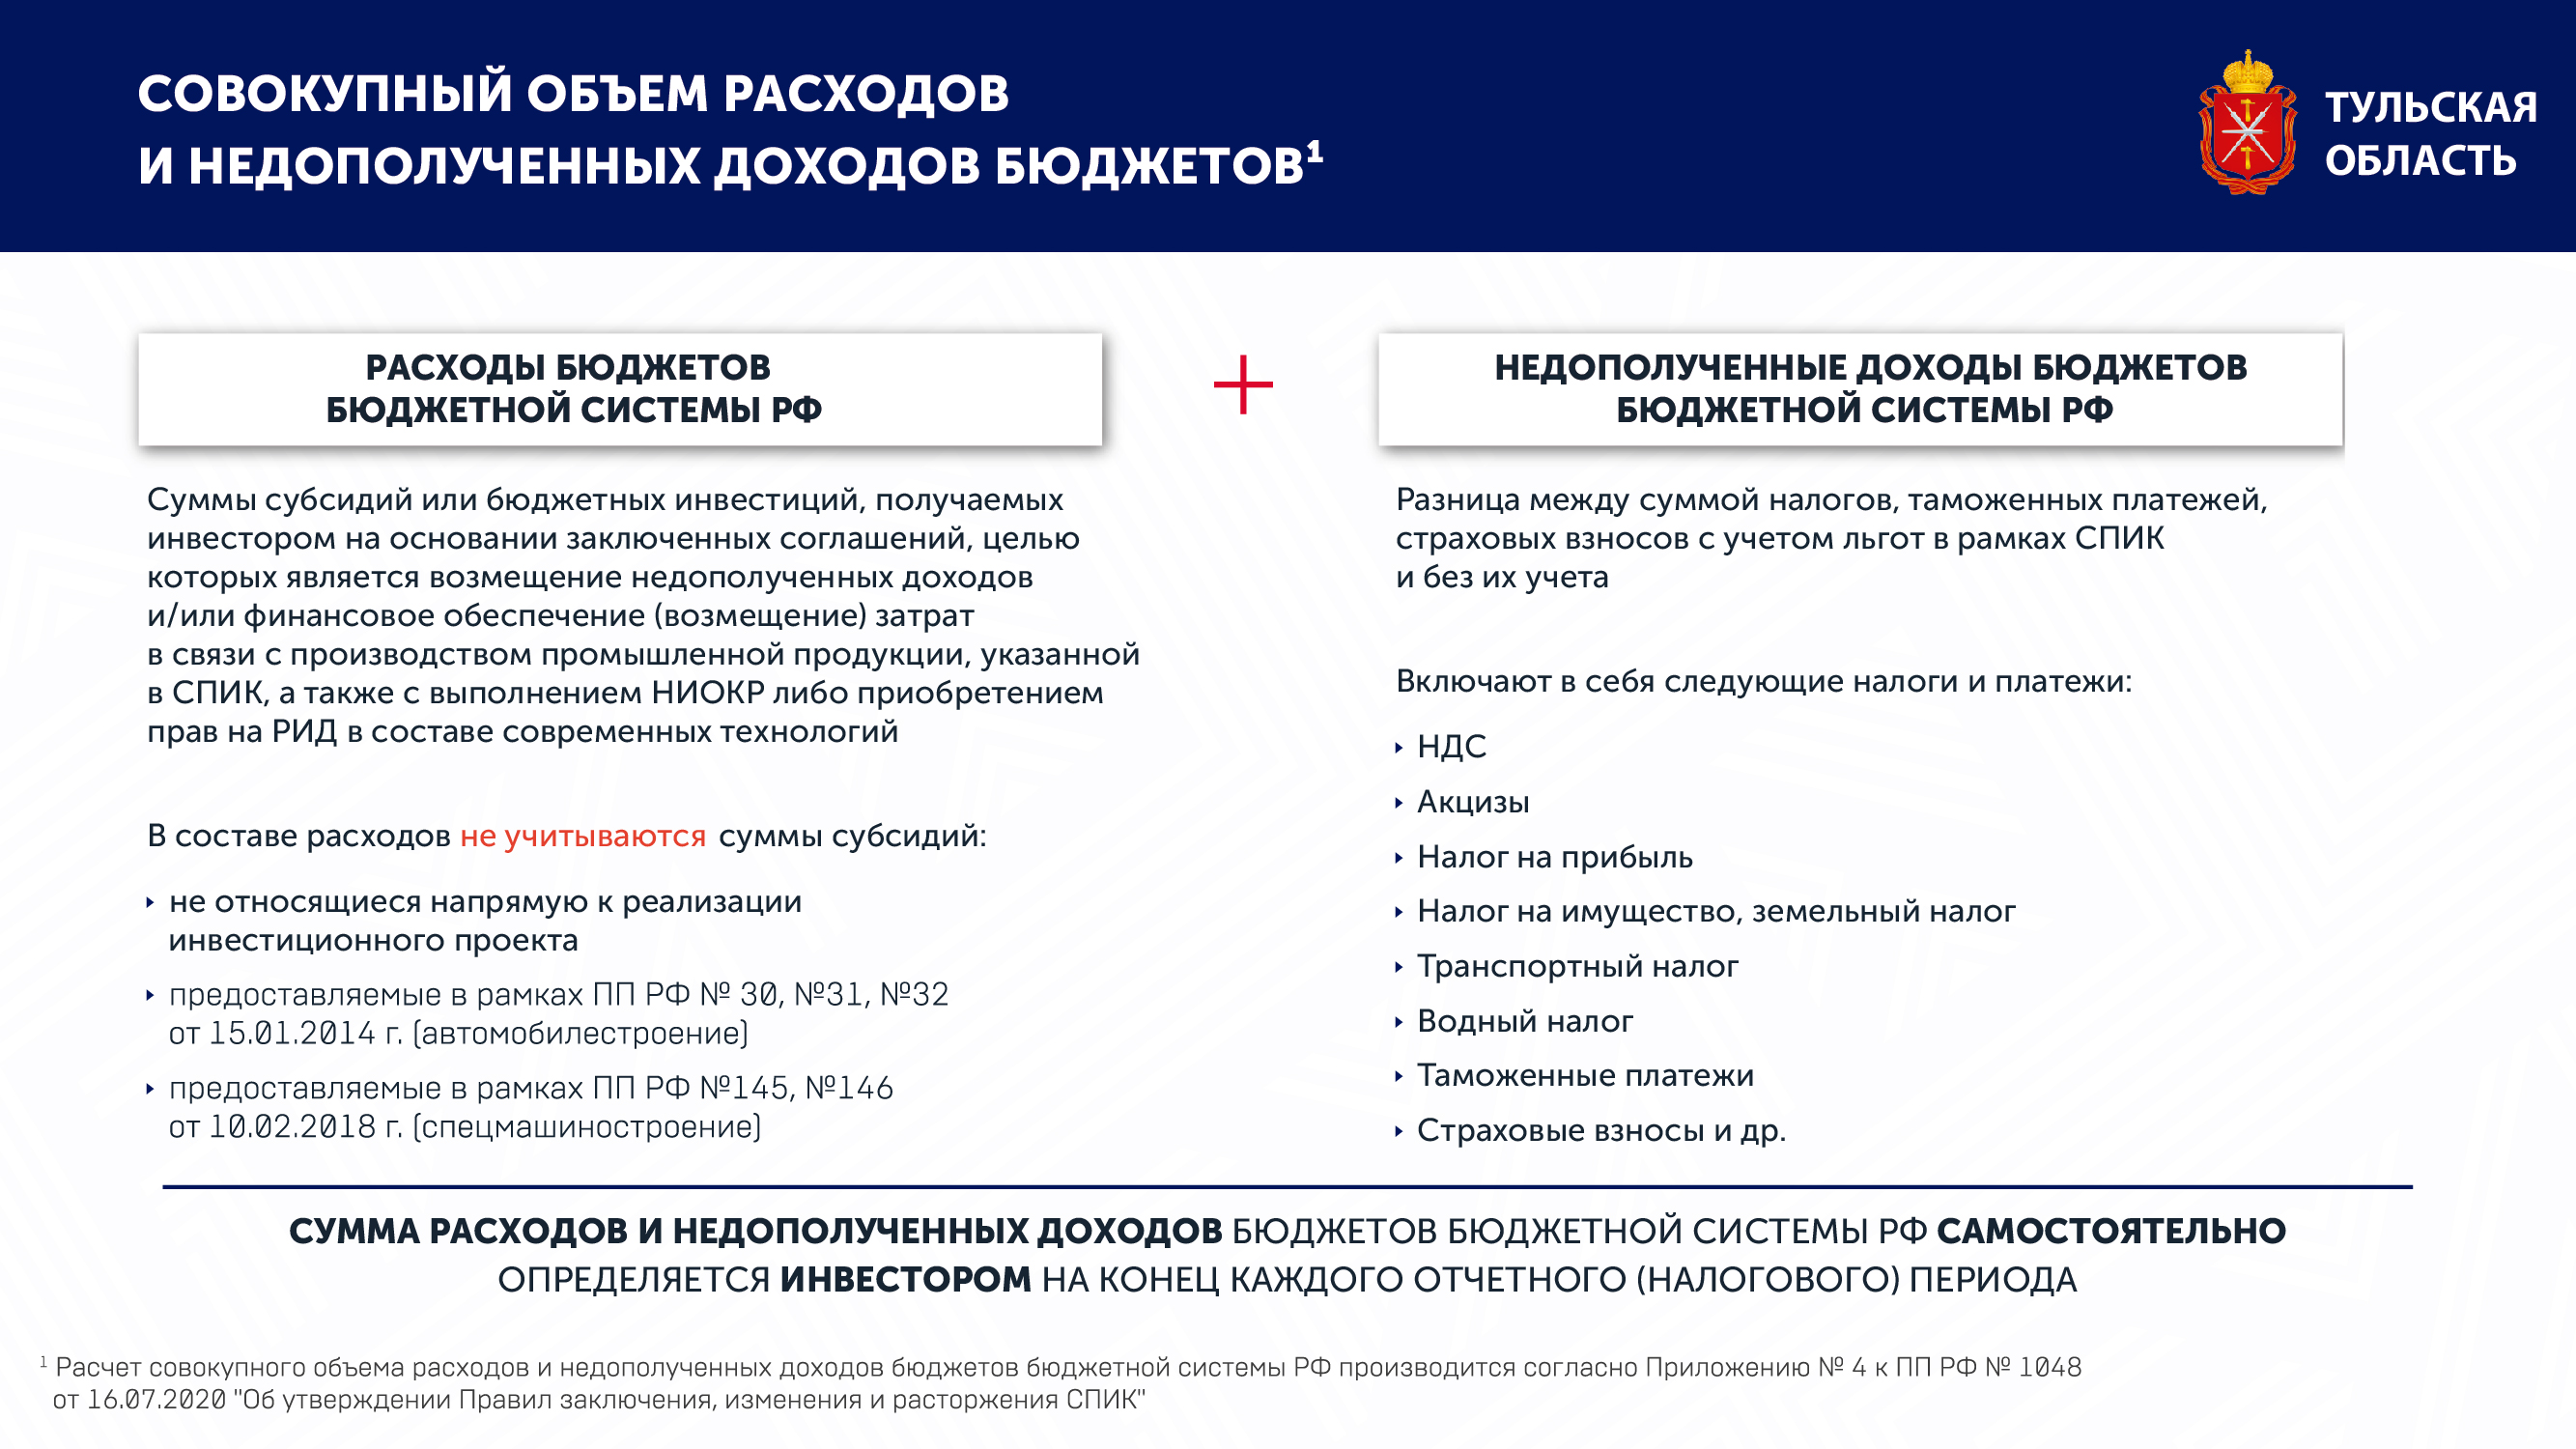 СОВОКУПНЫЙ ОБЪЕМ РАСХОДОВ
И НЕДОПОЛУЧЕННЫХ ДОХОДОВ БЮДЖЕТОВ¹
ТУЛЬСКАЯ
ОБЛАСТЬ
РАСХОДЫ БЮДЖЕТОВ
БЮДЖЕТНОЙ СИСТЕМЫ РФ
Суммы субсидий или бюджетных инвестиций, получаемых
инвестором на основании заключенных соглашений, целью
которых является возмещение недополученных доходов
и/или финансовое обеспечение (возмещение) затрат
в связи с производством промышленной продукции, указанной
в СПИК, а также с выполнением НИОКР либо приобретением
прав на РИД в составе современных технологий
В составе расходов не учитываются суммы субсидий:
‣ не относящиеся напрямую к реализации
инвестиционного проекта
‣ предоставляемые в рамках ПП РФ № 30, №31, №32
от 15.01.2014 г. (автомобилестроение)
‣ предоставляемые в рамках ПП РФ №145, №146
от 10.02.2018 г. (спецмашиностроение)
+
НЕДОПОЛУЧЕННЫЕ ДОХОДЫ БЮДЖЕТОВ
БЮДЖЕТНОЙ СИСТЕМЫ РФ
Разница между суммой налогов, таможенных платежей,
страховых взносов с учетом льгот в рамках СПИК
и без их учета
Включают в себя следующие налоги и платежи:
‣ НДС
‣ Акцизы
‣ Налог на прибыль
‣ Налог на имущество, земельный налог
‣ Транспортный налог
‣ Водный налог
‣ Таможенные платежи
‣ Страховые взносы и др.
СУММА РАСХОДОВ И НЕДОПОЛУЧЕННЫХ ДОХОДОВ БЮДЖЕТОВ БЮДЖЕТНОЙ СИСТЕМЫ РФ САМОСТОЯТЕЛЬНО
ОПРЕДЕЛЯЕТСЯ ИНВЕСТОРОМ НА КОНЕЦ КАЖДОГО ОТЧЕТНОГО (НАЛОГОВОГО) ПЕРИОДА
¹ Расчет совокупного объема расходов и недополученных доходов бюджетов бюджетной системы РФ производится согласно Приложению № 4 к ПП РФ № 1048
от 16.07.2020 "Об утверждении Правил заключения, изменения и расторжения СПИК"